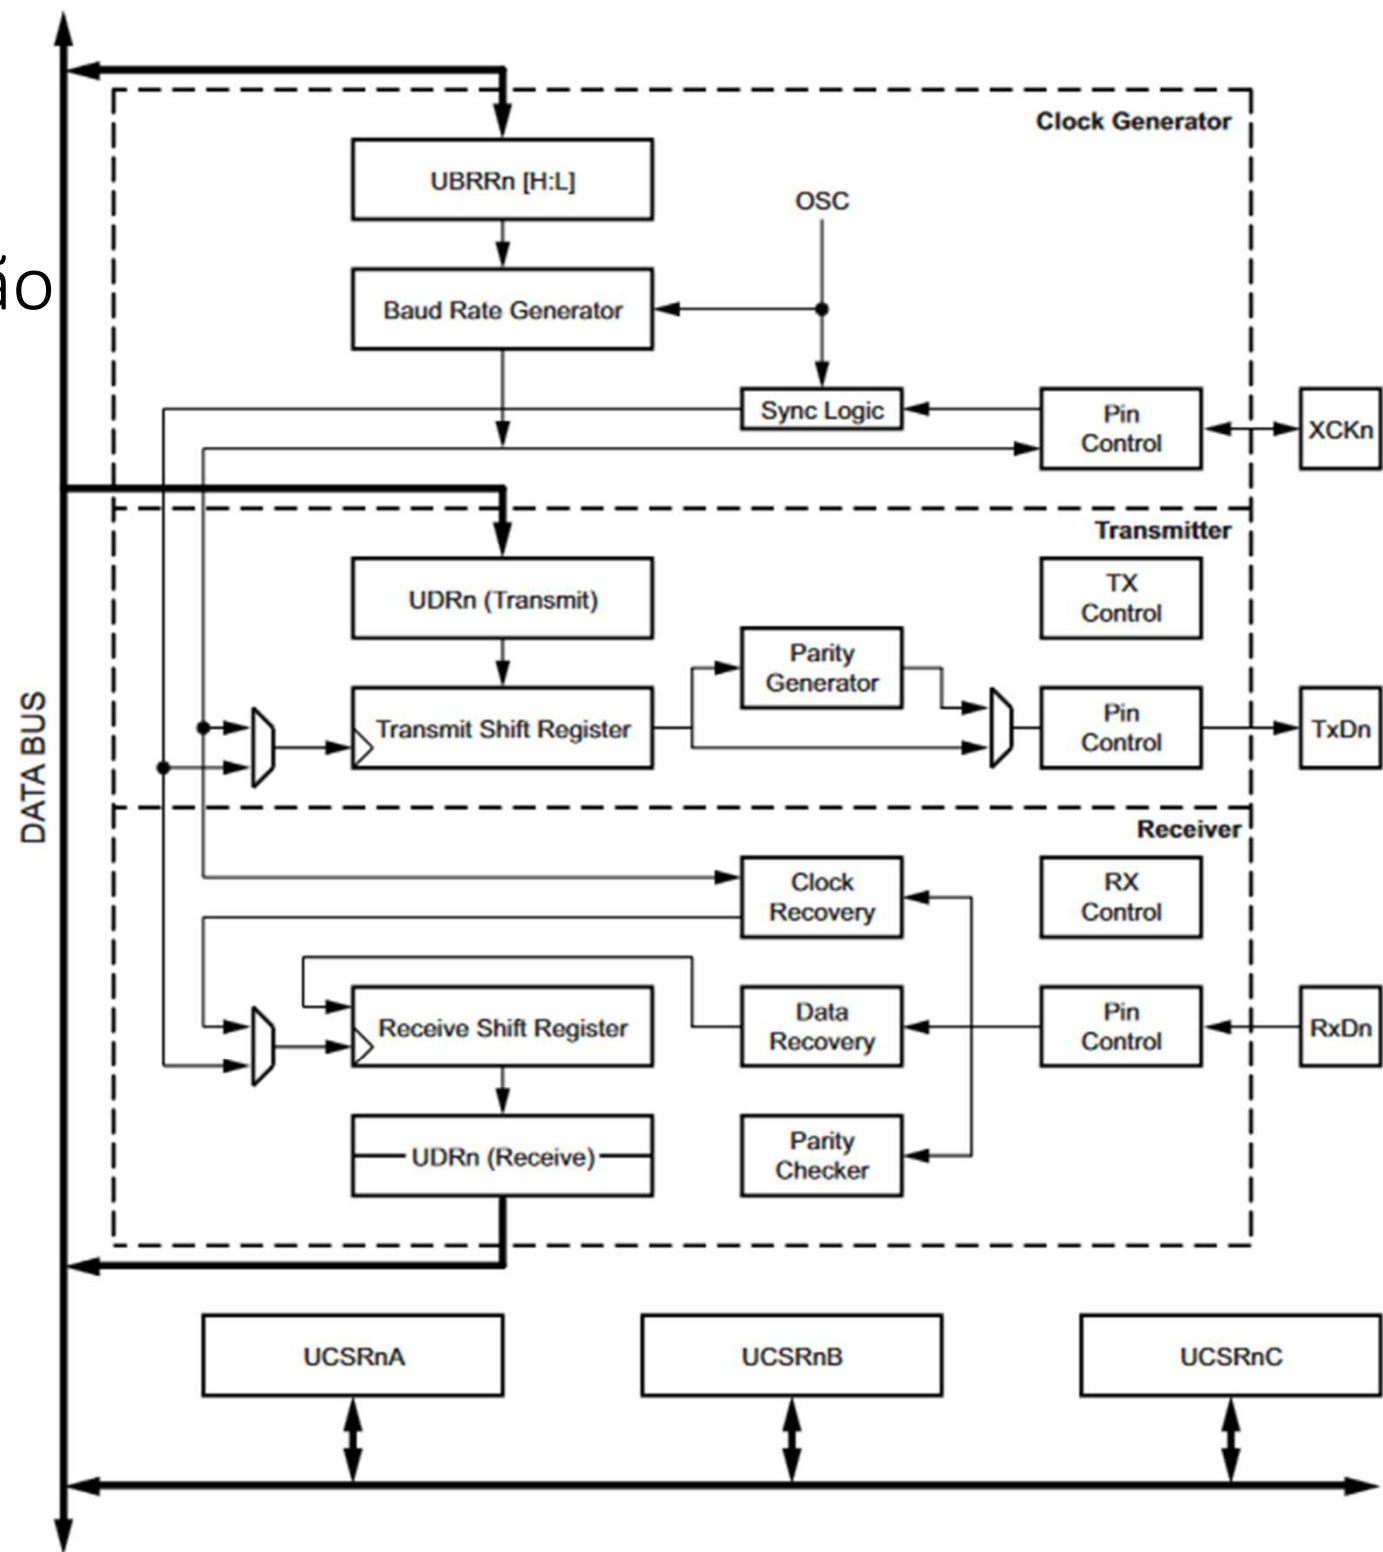 Clock Generator
UBRRn [H:L]
OSC
ão
Baud Rate Generator
Sync Logic
Pin
Control
XCKn
Transmitter
UDRn (Transmit)
TX
Control
Parity
Generator
DATA BUS
Transmit Shift Register
Pin
Control
TxDn
Receiver
Clock
Recovery
RX
Control
Receive Shift Register
Data
Recovery
Pin
Control
RxDn
UDRn (Receive)
Parity
Checker
UCSRnA
UCSRnB
UCSRnC